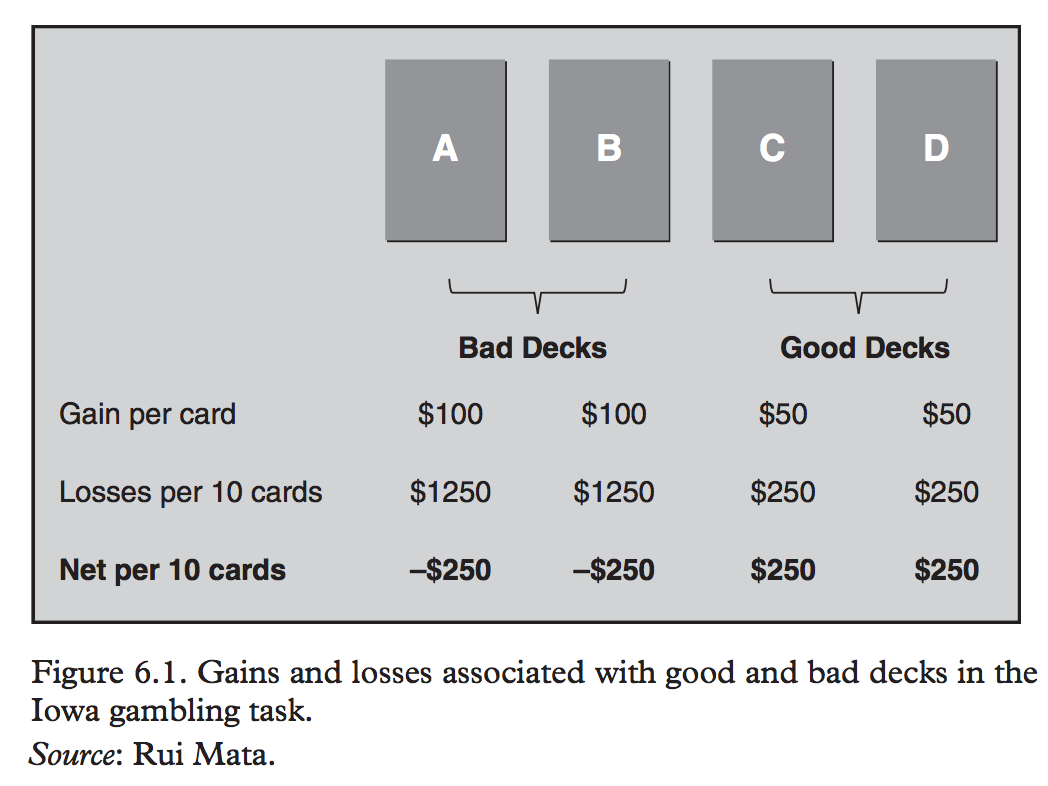 A B C D
Bad Decks Good Decks
Gain per card $100 $100 $50 $50
Losses per 10 cards $1250 $1250 $250 $250
Net per 10 cards –$250 –$250 $250 $250
Figure 6.1. Gains and losses associated with good and bad decks in the
Iowa gambling task.
Source: Rui Mata.